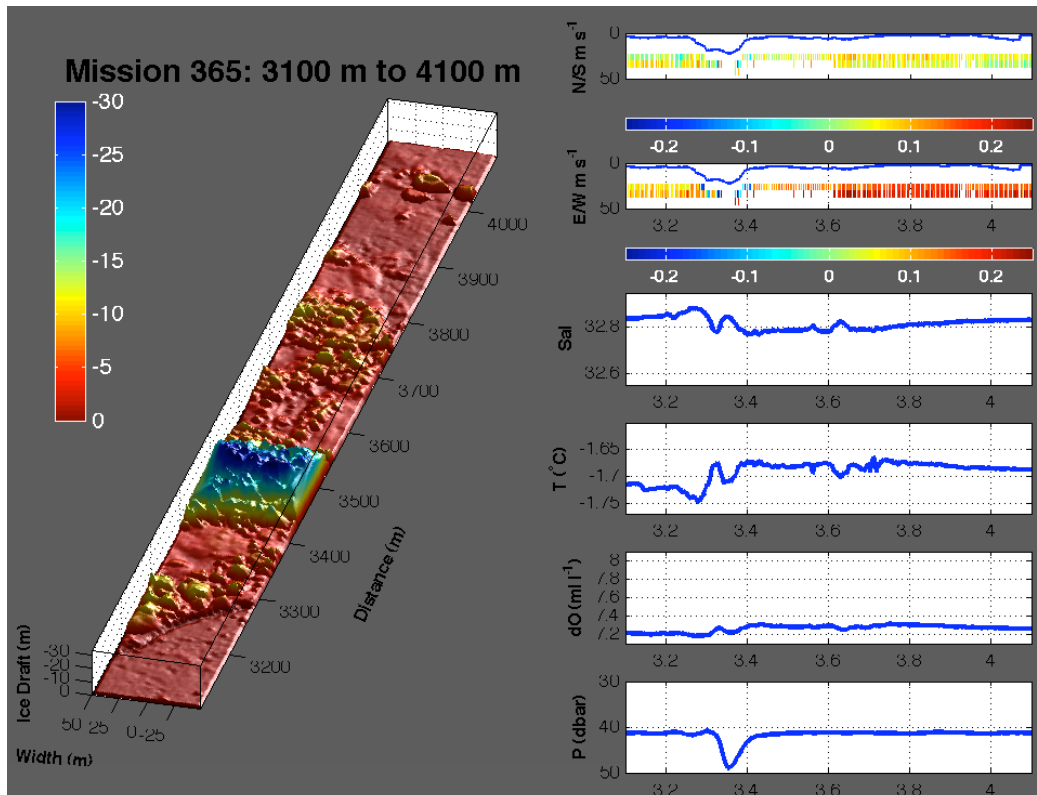 Mission 365: 3100 m to 4100 m
-30
-25
-20
-15
-10
-5
0
4000
3900
3800
3700
3600
3500
3400
3300
3200
Distance (m)
Ice Draft (m)
-30
-20
-10
0
50 25 0 -25
Width (m)
N/S m s⁻¹
0
50
-0.2 -0.1 0 0.1 0.2
E/W m s⁻¹
0
50
3.2 3.4 3.6 3.8 4
-0.2 -0.1 0 0.1 0.2
Sal
32.8
32.6
3.2 3.4 3.6 3.8 4
T (°C)
-1.65
-1.7
-1.75
3.2 3.4 3.6 3.8 4
dO (ml l⁻¹)
8
7.8
7.6
7.4
7.2
3.2 3.4 3.6 3.8 4
P (dbar)
30
40
50
3.2 3.4 3.6 3.8 4